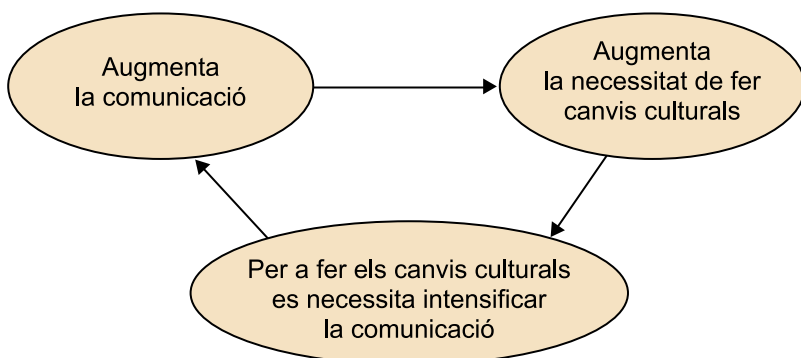 Augmenta
la comunicació
Augmenta
la necessitat de fer
canvis culturals
Per a fer els canvis culturals
es necessita intensificar
la comunicació